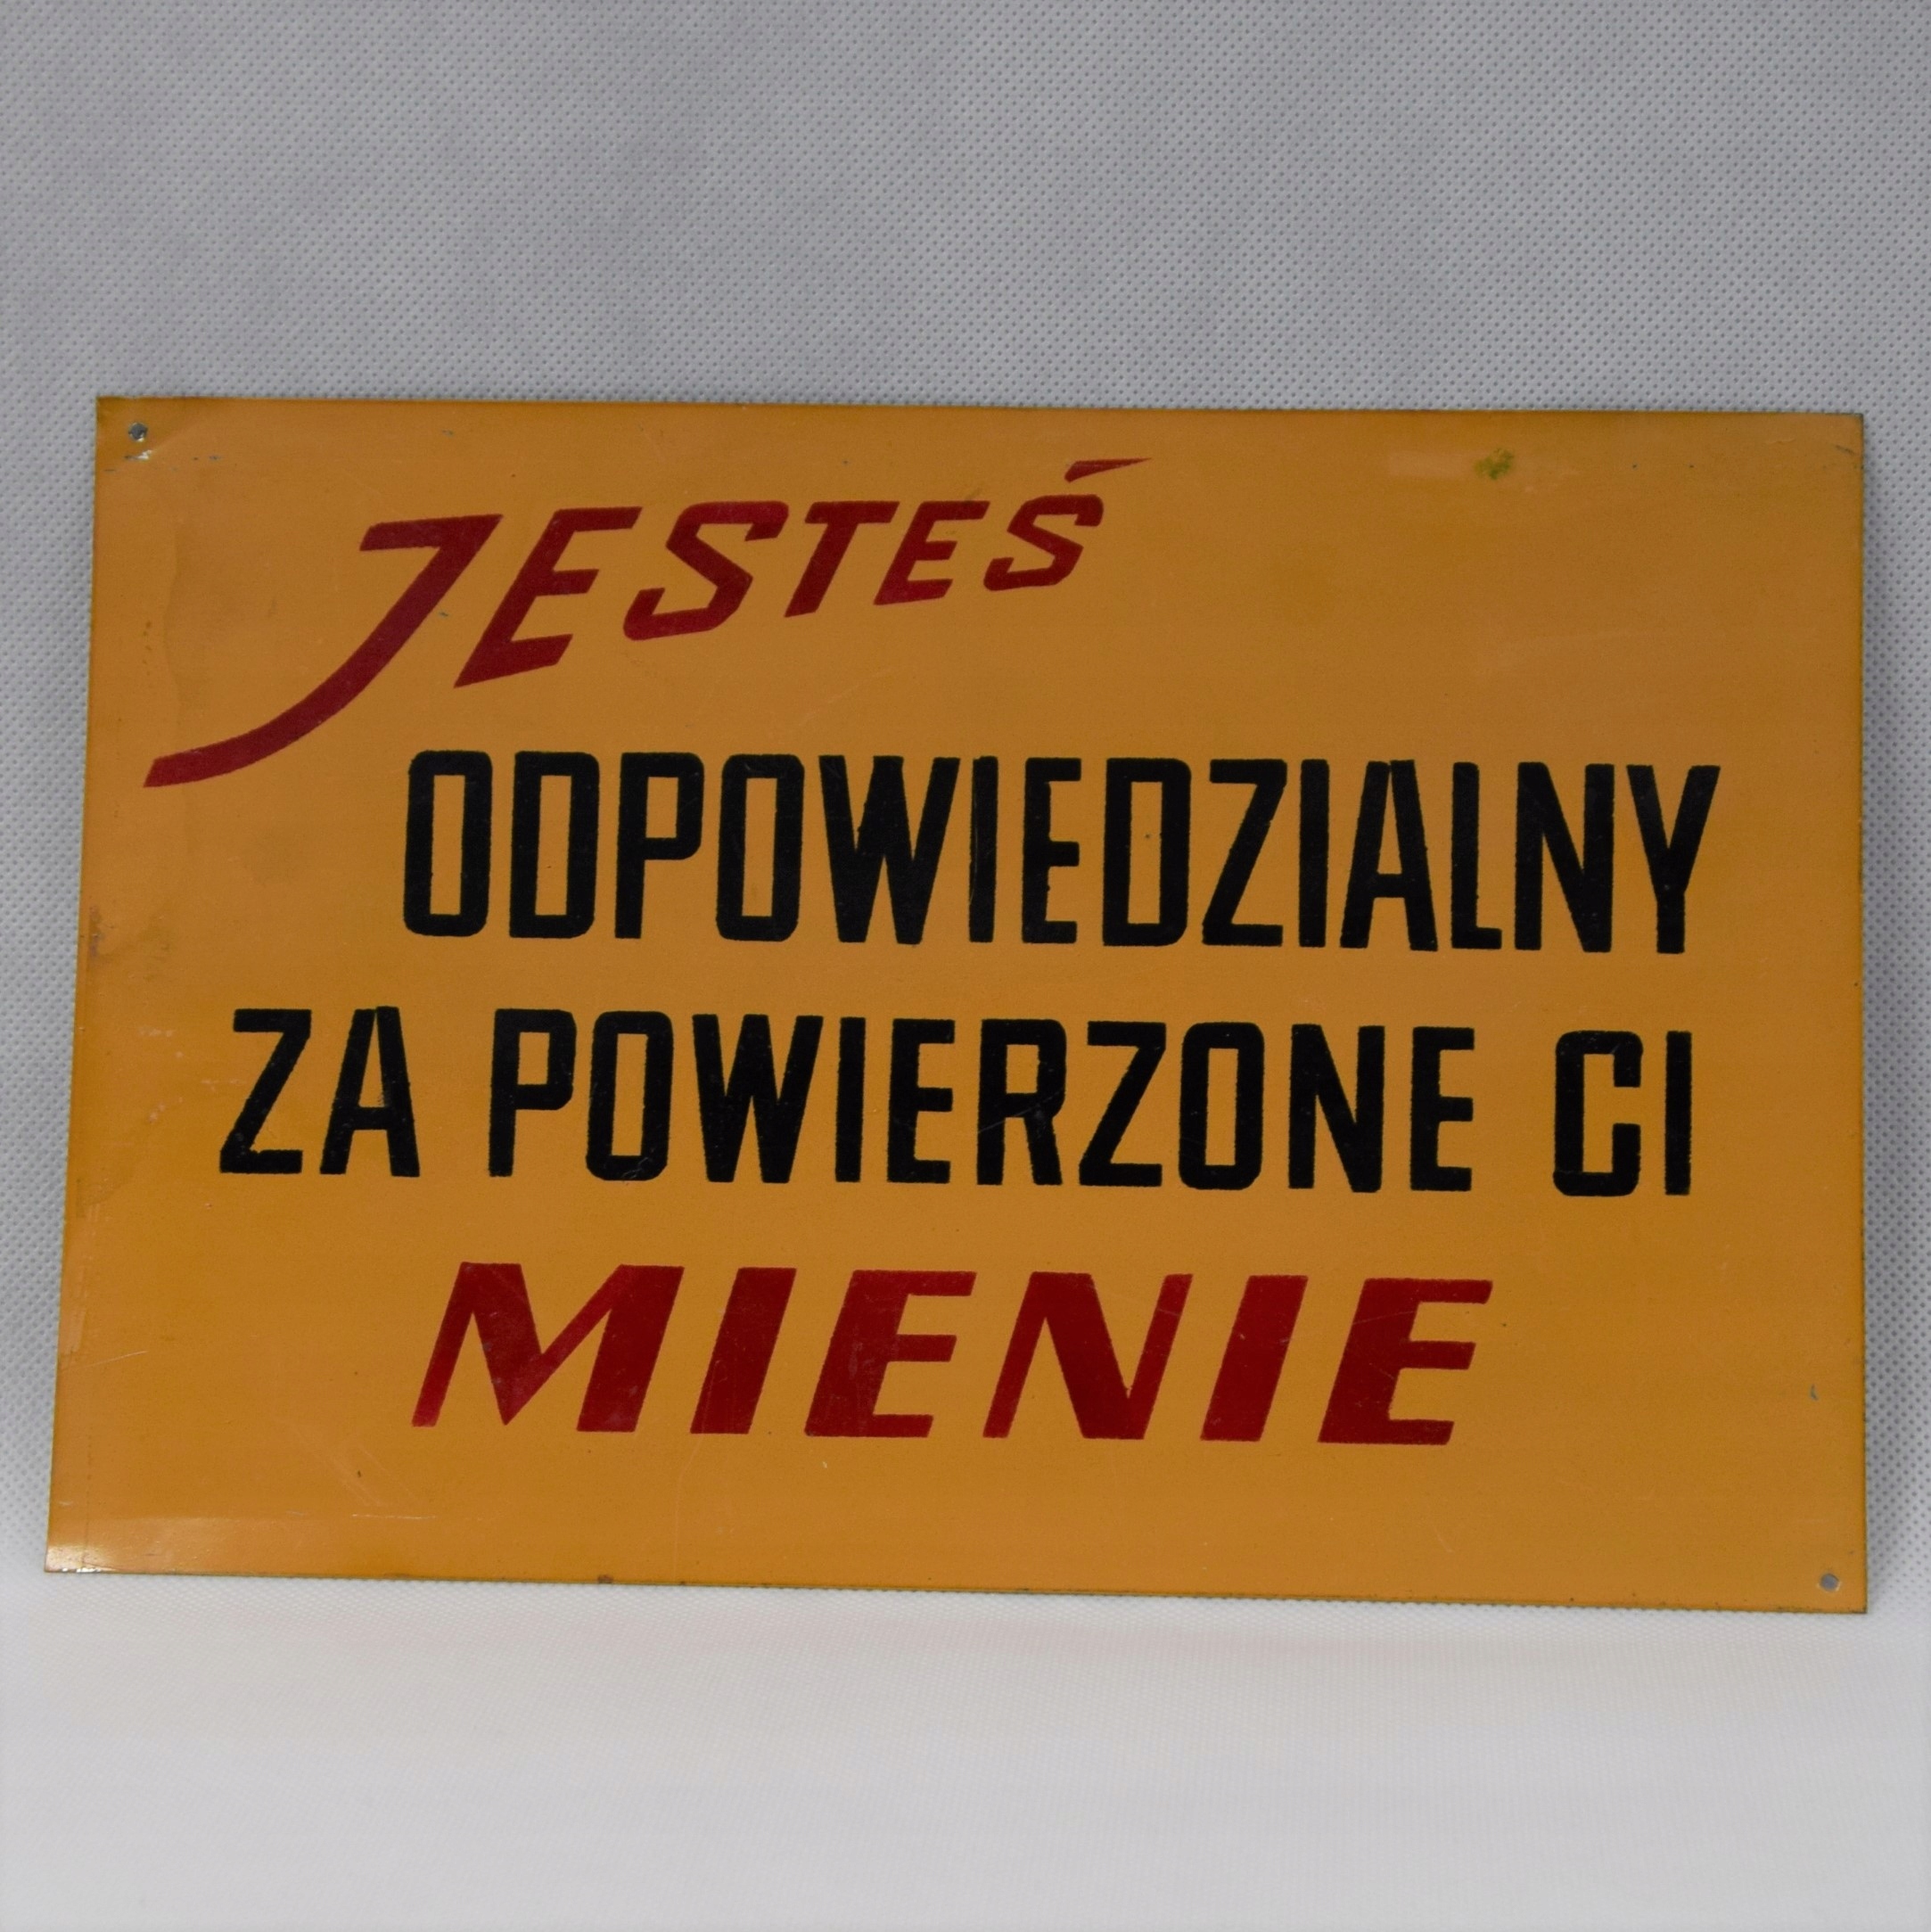 JESTEŚ
ODPOWIEDZIALNY
ZA POWIERZONE CI
MIENIE